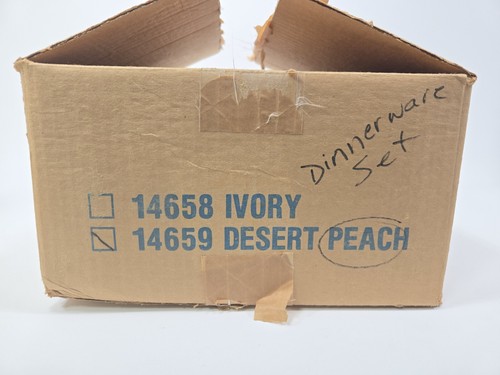 Dinnerware
Set
14658 IVORY
14659 DESERT PEACH